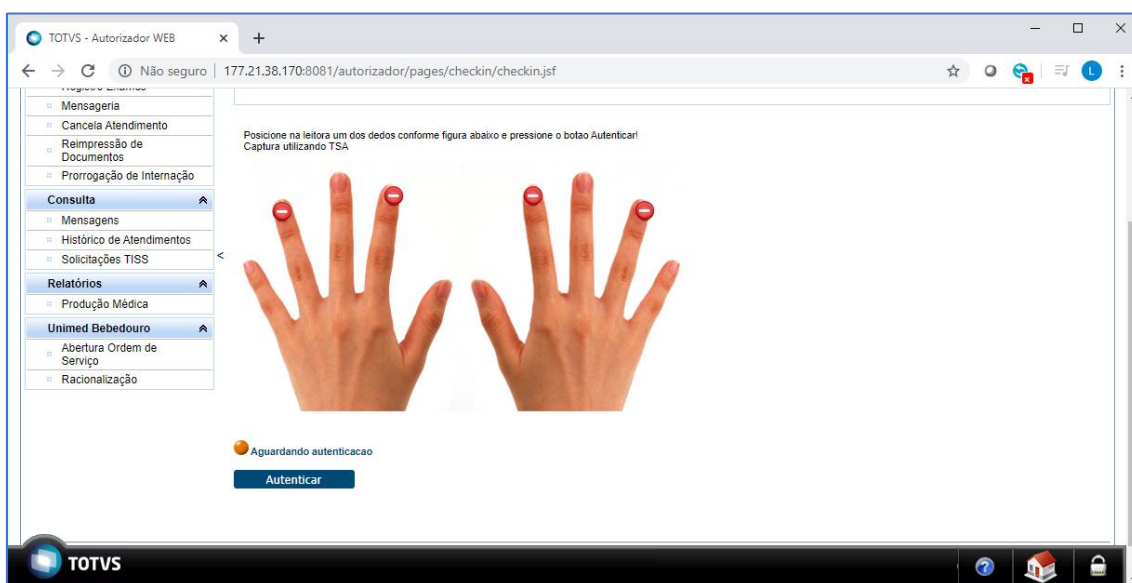 TOTVS - Autorizador WEB
Não seguro
177.21.38.170:8081/autorizador/pages/checkin/checkin.jsf
L
Registro Exames
Mensageria
Cancela Atendimento
Reimpressão de
Documentos
Prorrogação de Internação
Consulta
Mensagens
Histórico de Atendimentos
Solicitações TISS
Relatórios
Produção Médica
Unimed Bebedouro
Abertura Ordem de
Serviço
Racionalização
<
Posicione na leitora um dos dedos conforme figura abaixo e pressione o botao Autenticar!
Captura utilizando TSA
Aguardando autenticacao
Autenticar
TOTVS
?